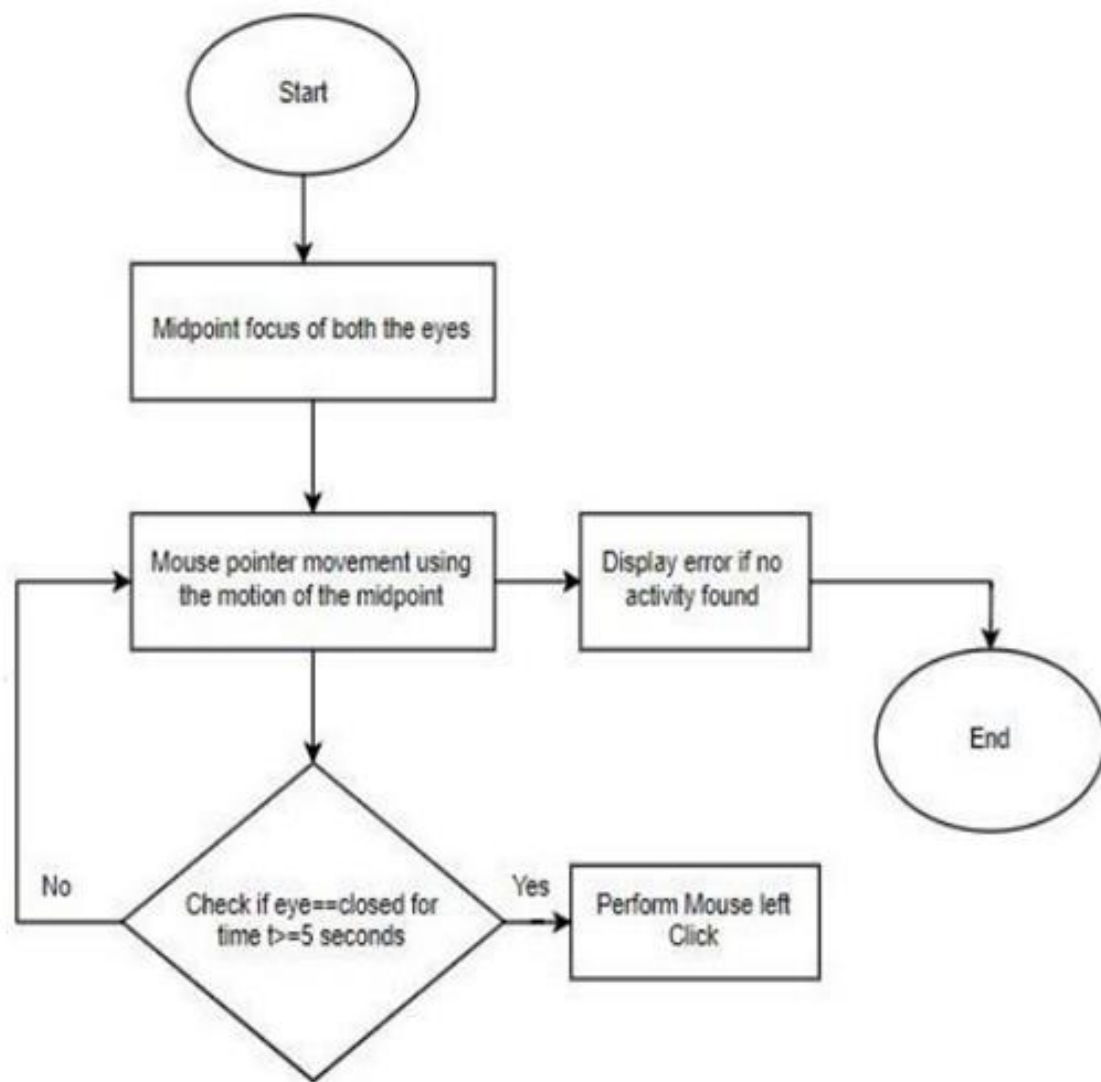 Start
Midpoint focus of both the eyes
Mouse pointer movement using
the motion of the midpoint
Display error if no
activity found
End
No
Check if eye==closed for
time t>=5 seconds
Yes
Perform Mouse left
Click